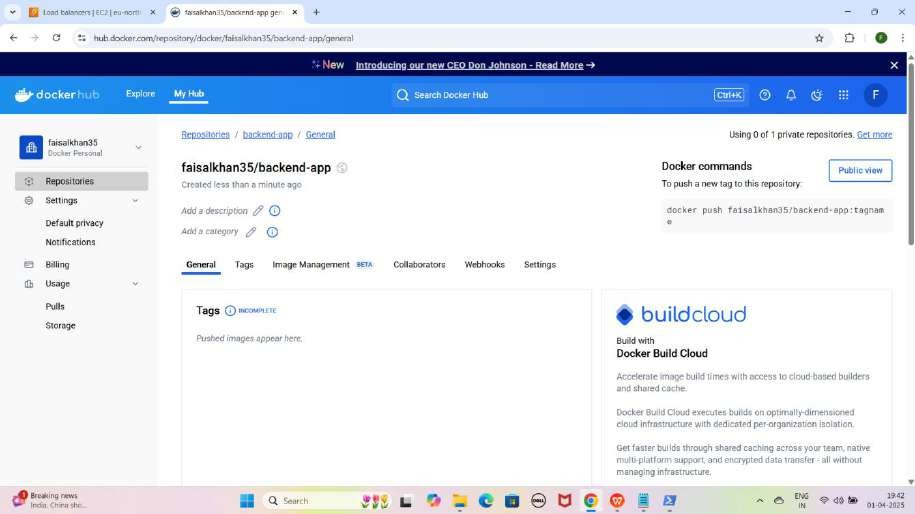 Load balancers | EC2 | eu-north
faisalkhan35/backend-app gen
hub.docker.com/repository/docker/faisalkhan35/backend-app/general
F
New Introducing our new CEO Don Johnson - Read More →
dockerhub
Explore
My Hub
Search Docker Hub
Ctrl+K
F
faisalkhan35
Docker Personal
Repositories
Settings
Default privacy
Notifications
Billing
Usage
Pulls
Storage
Repositories / backend-app / General
Using 0 of 1 private repositories. Get more
faisalkhan35/backend-app
Created less than a minute ago
Add a description
Add a category
Docker commands
To push a new tag to this repository:
Public view
docker push faisalkhan35/backend-app:tagnam
e
General
Tags
Image Management BETA
Collaborators
Webhooks
Settings
Tags INCOMPLETE
Pushed images appear here.
buildcloud
Build with
Docker Build Cloud
Accelerate image build times with access to cloud-based builders
and shared cache.
Docker Build Cloud executes builds on optimally-dimensioned
cloud infrastructure with dedicated per-organization isolation.
Get faster builds through shared caching across your team, native
multi-platform support, and encrypted data transfer - all without
managing infrastructure.
1
Breaking news
India, China sho...
Search
DELL
ENG
IN
19:42
01-04-2025